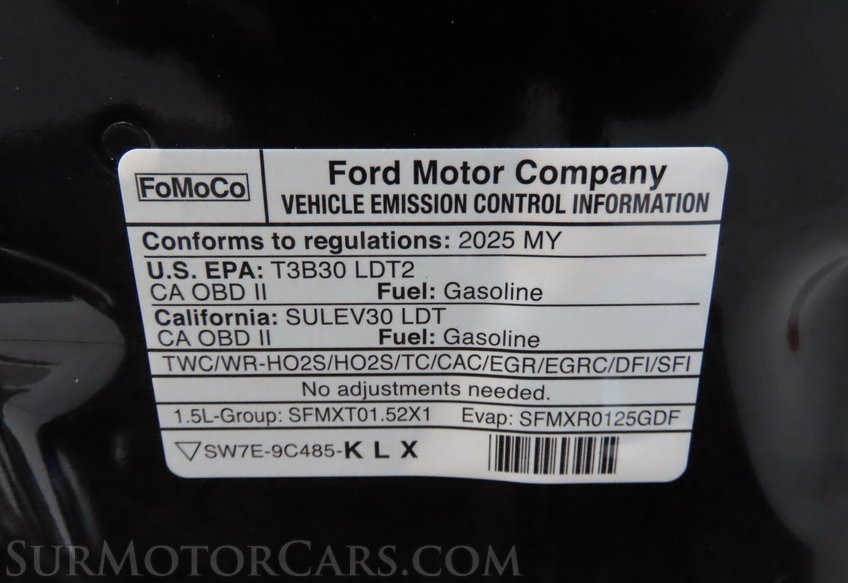 FoMoCo
Ford Motor Company
VEHICLE EMISSION CONTROL INFORMATION
Conforms to regulations: 2025 MY
U.S. EPA: T3B30 LDT2
CA OBD II Fuel: Gasoline
California: SULEV30 LDT
CA OBD II Fuel: Gasoline
TWC/WR-HO2S/HO2S/TC/CAC/EGR/EGRC/DFI/SFI
No adjustments needed.
1.5L-Group: SFMXT01.52X1 Evap: SFMXR0125GDF
SW7E-9C485-K L X
SURMOTORCARS.COM